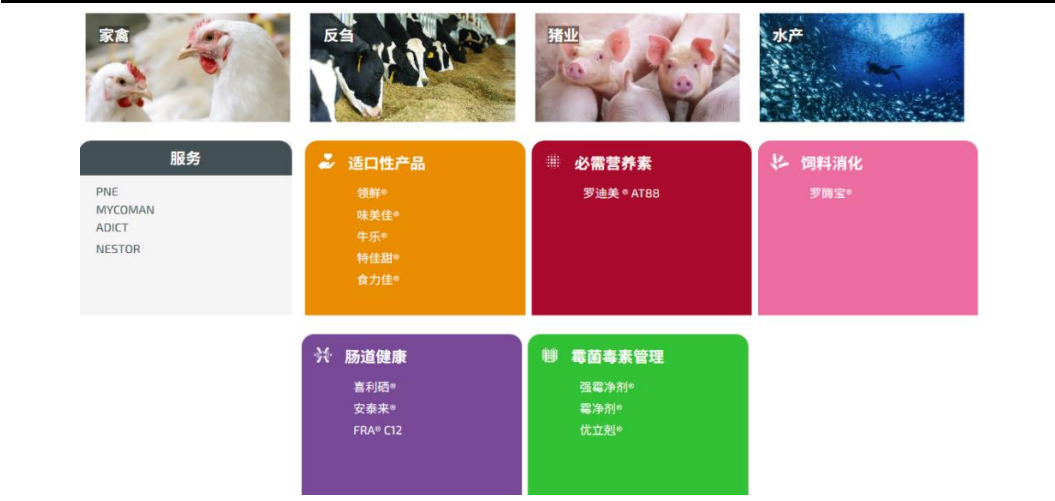 家禽
反刍
猪业
水产
服务
PNE
MYCOMAN
ADICT
NESTOR
适口性产品
领鲜®
味美佳®
牛乐®
特佳甜®
食力佳®
必需营养素
罗迪美 ® AT88
饲料消化
罗酶宝®
肠道健康
喜利硒®
安泰来®
FRA® C12
霉菌毒素管理
强霉净剂®
霉净剂®
优立剋®